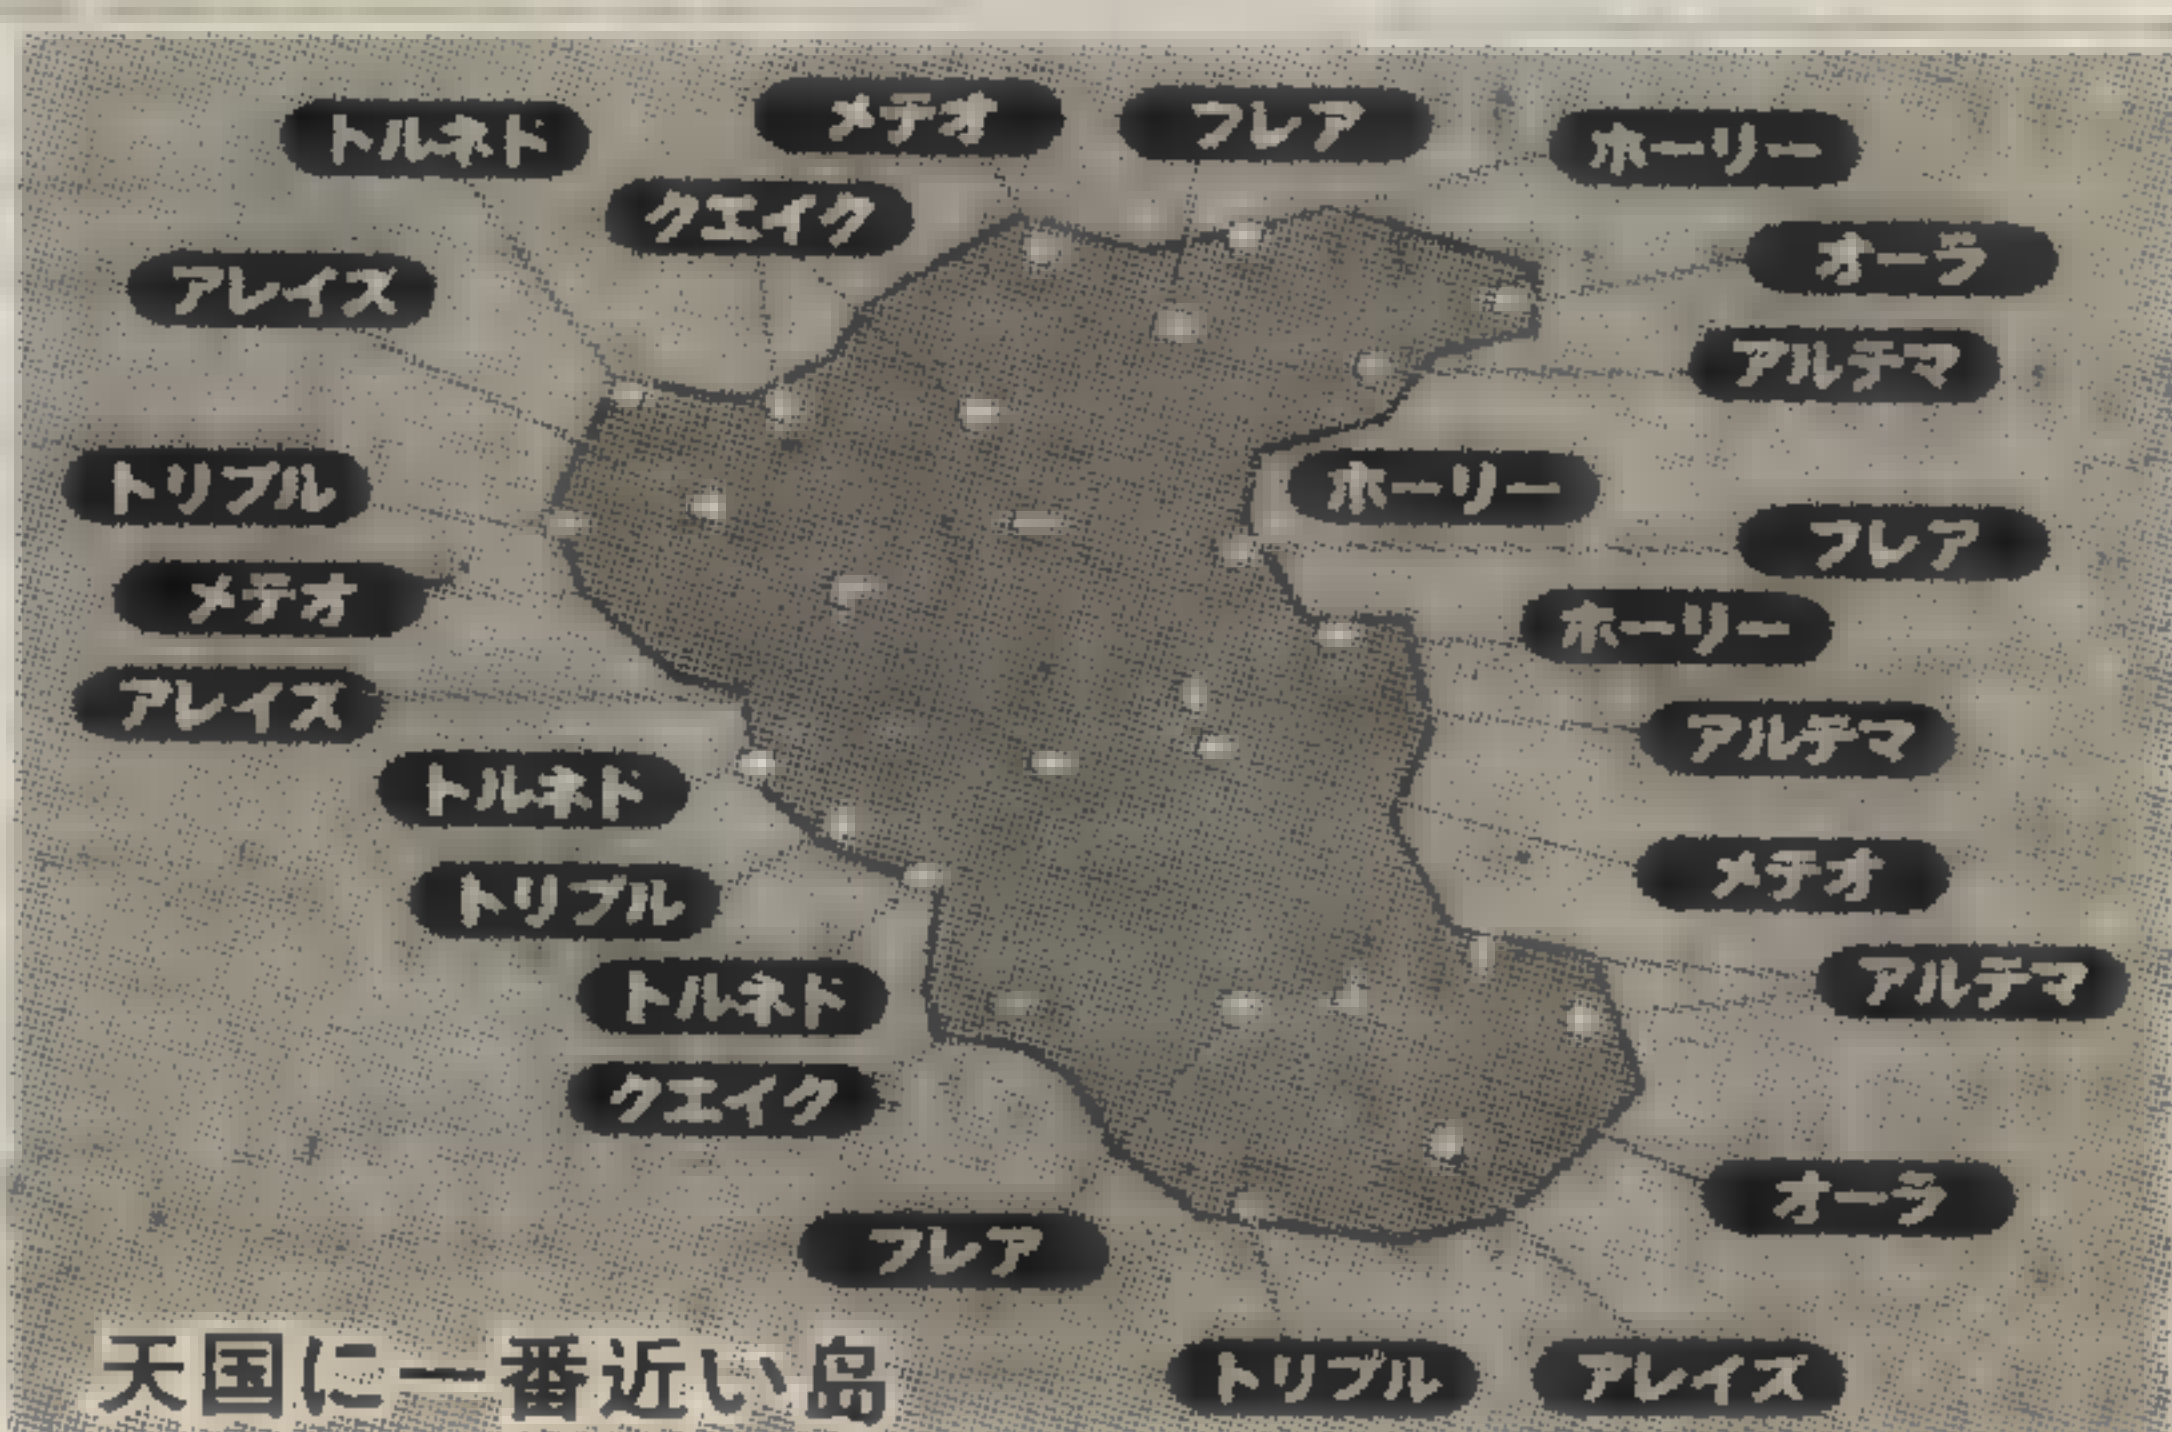 メテオ
フレア
トルネド
ホーリー
クエイク
オーラ
アレイズ
アルテマ
トリプル
ホーリー
フレア
メテオ
ホーリー
アレイズ
アルテマ
トルネド
メテオ
トリプル
アルテマ
トルネド
クエイク
オーラ
フレア
トリプル
アレイズ
天国に一番近い島